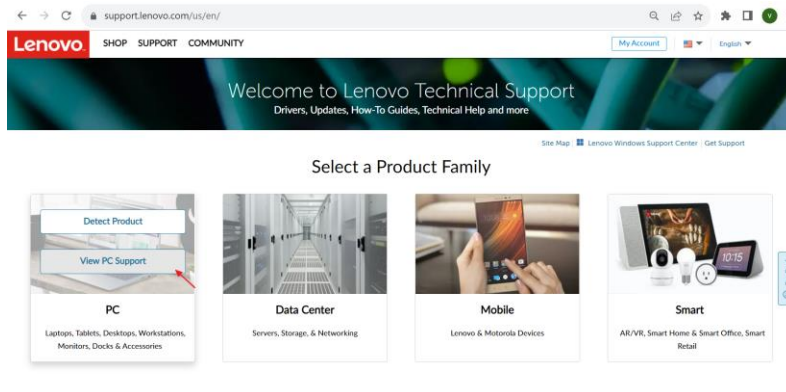 support.lenovo.com/us/en/
V
Lenovo
SHOP SUPPORT COMMUNITY
My Account
English
Welcome to Lenovo Technical Support
Drivers, Updates, How-To Guides, Technical Help and more
Site Map Lenovo Windows Support Center Get Support
Select a Product Family
Detect Product
View PC Support
10:15
PC
Laptops, Tablets, Desktops, Workstations,
Monitors, Docks & Accessories
Data Center
Servers, Storage, & Networking
Mobile
Lenovo & Motorola Devices
Smart
AR/VR, Smart Home & Smart Office, Smart
Retail